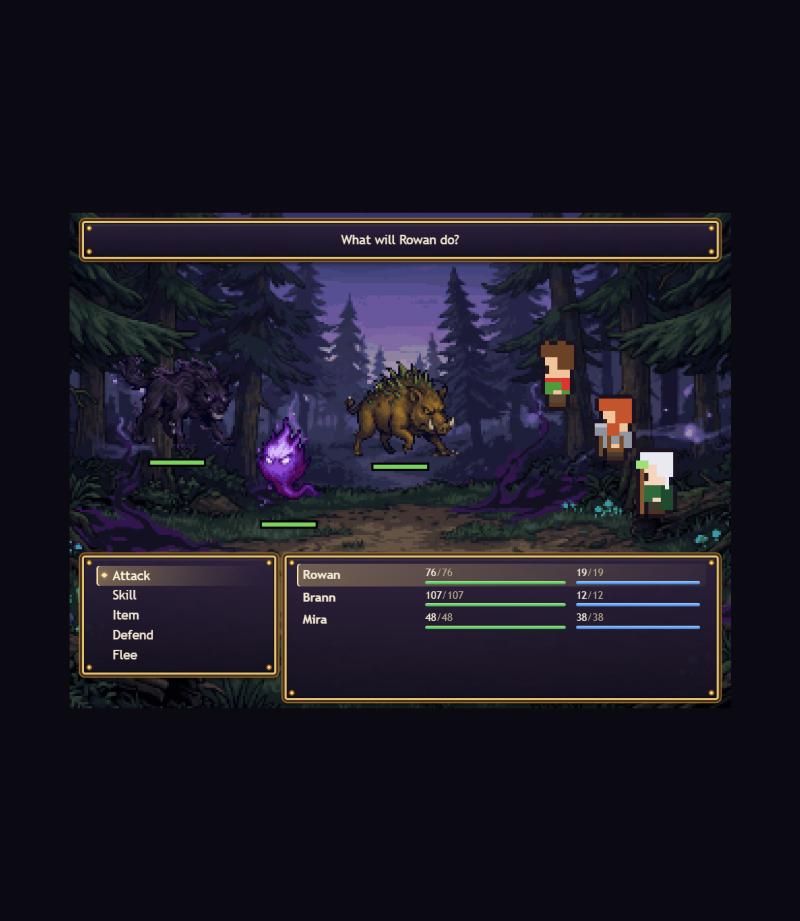 What will Rowan do?
Attack
Skill
Item
Defend
Flee
Rowan 76/76 19/19
Brann 107/107 12/12
Mira 48/48 38/38